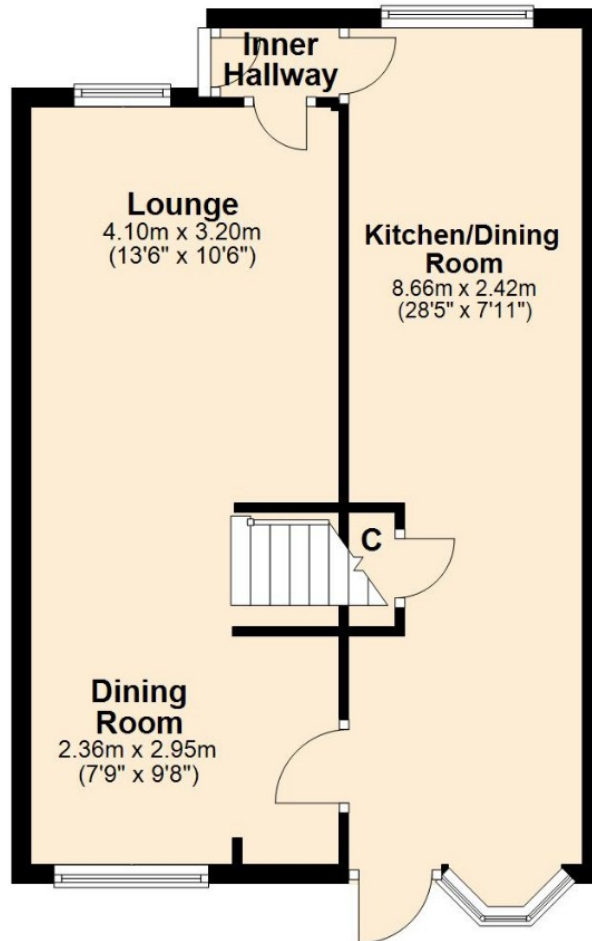 Inner
Hallway
Lounge
4.10m x 3.20m
(13'6" x 10'6")
Kitchen/Dining
Room
8.66m x 2.42m
(28'5" x 7'11")
C
Dining
Room
2.36m x 2.95m
(7'9" x 9'8")